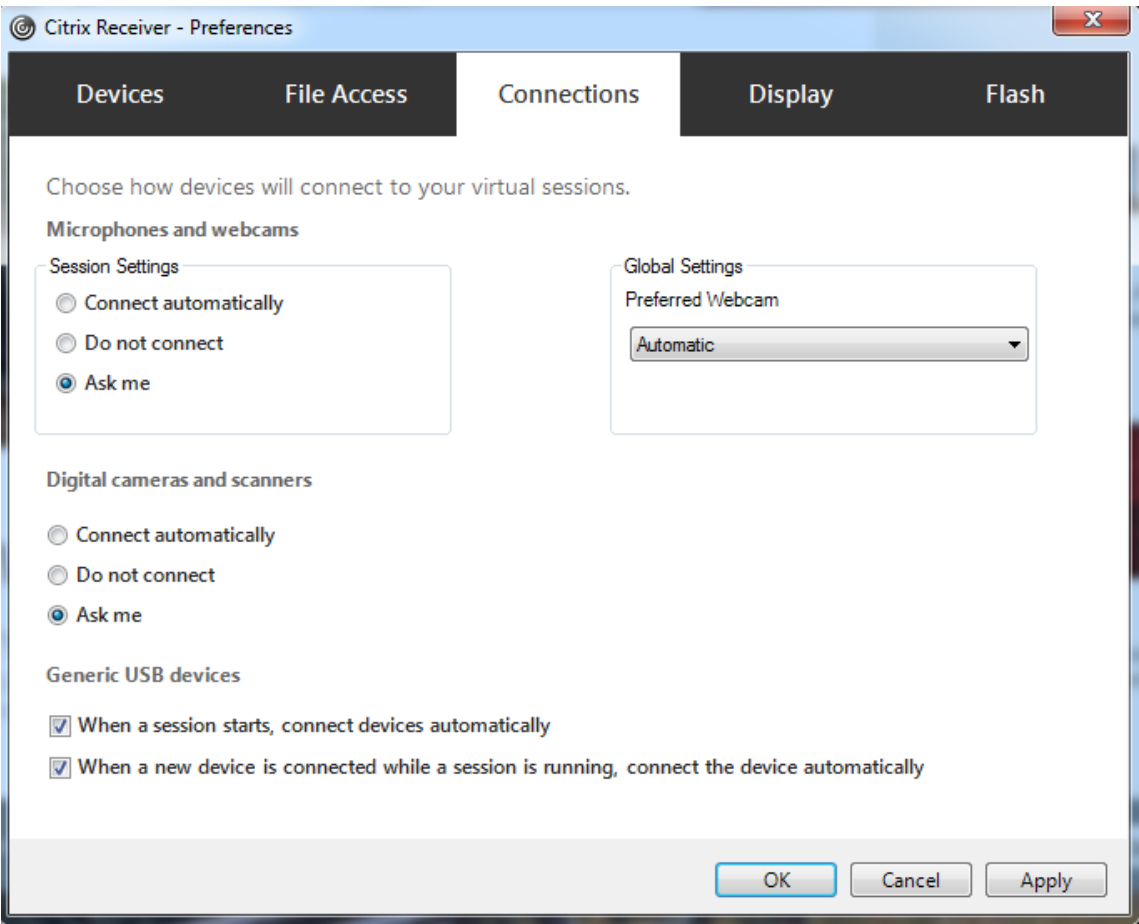 Citrix Receiver - Preferences
Devices
File Access
Connections
Display
Flash
Choose how devices will connect to your virtual sessions.
Microphones and webcams
Session Settings
Connect automatically
Do not connect
Ask me
Global Settings
Preferred Webcam
Automatic
Digital cameras and scanners
Connect automatically
Do not connect
Ask me
Generic USB devices
When a session starts, connect devices automatically
When a new device is connected while a session is running, connect the device automatically
OK
Cancel
Apply